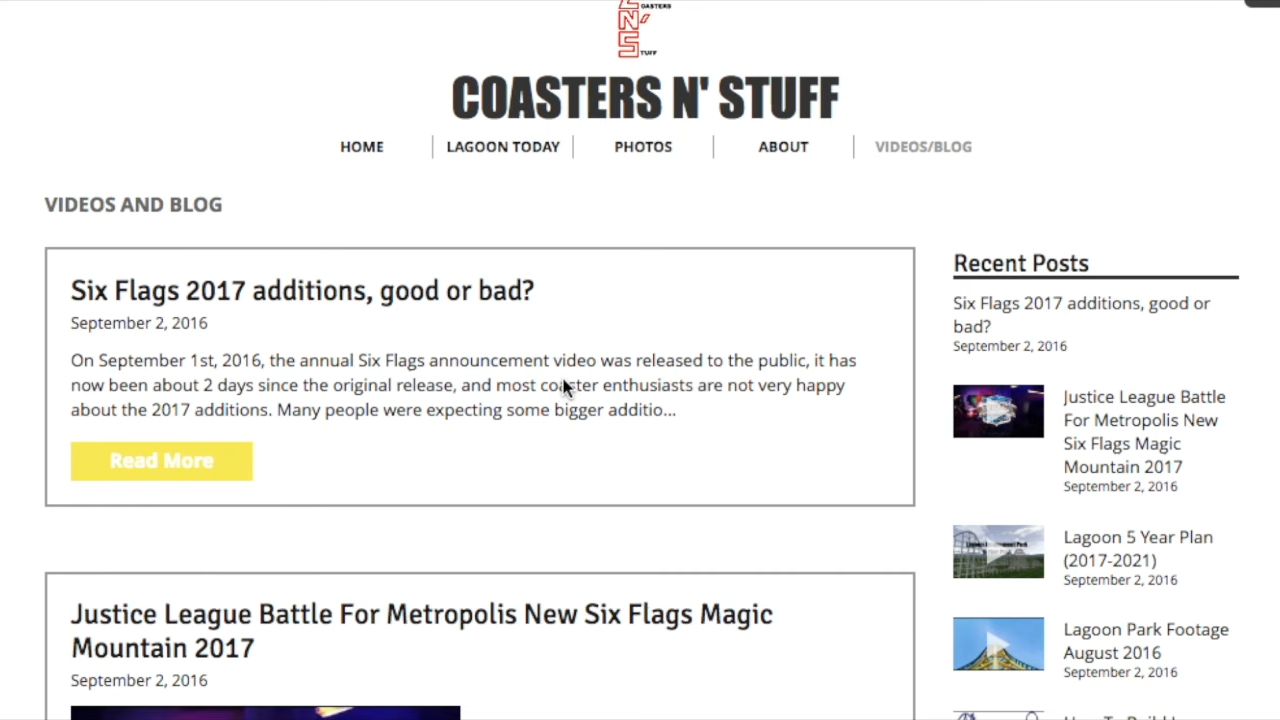 OASTERS
N'
S
TUFF
COASTERS N' STUFF
HOME
LAGOON TODAY
PHOTOS
ABOUT
VIDEOS/BLOG
VIDEOS AND BLOG
Six Flags 2017 additions, good or bad?
September 2, 2016
On September 1st, 2016, the annual Six Flags announcement video was released to the public, it has
now been about 2 days since the original release, and most coaster enthusiasts are not very happy
about the 2017 additions. Many people were expecting some bigger additio...
Read More
Justice League Battle For Metropolis New Six Flags Magic
Mountain 2017
September 2, 2016
Recent Posts
Six Flags 2017 additions, good or
bad?
September 2, 2016
Justice League Battle
For Metropolis New
Six Flags Magic
Mountain 2017
September 2, 2016
Lagoon 5 Year Plan
(2017-2021)
September 2, 2016
Lagoon Park Footage
August 2016
September 2, 2016